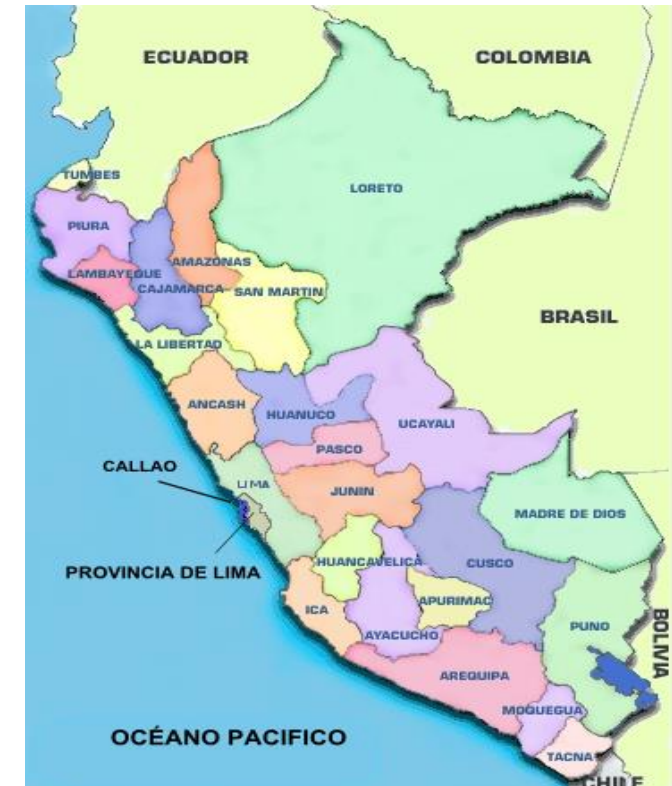 ECUADOR
COLOMBIA
TUMBES
LORETO
PIURA
AMAZONAS
LAMBAYEQUE
CAJAMARCA
SAN MARTIN
BRASIL
LA LIBERTAD
ANCASH
HUANUCO
UCAYALI
PASCO
CALLAO
LIMA
JUNIN
MADRE DE DIOS
HUANCAVELICA
CUSCO
PROVINCIA DE LIMA
APURIMAC
ICA
AYACUCHO
PUNO
BOLIVIA
AREQUIPA
MOQUEGUA
OCÉANO PACIFICO
TACNA
CHILE